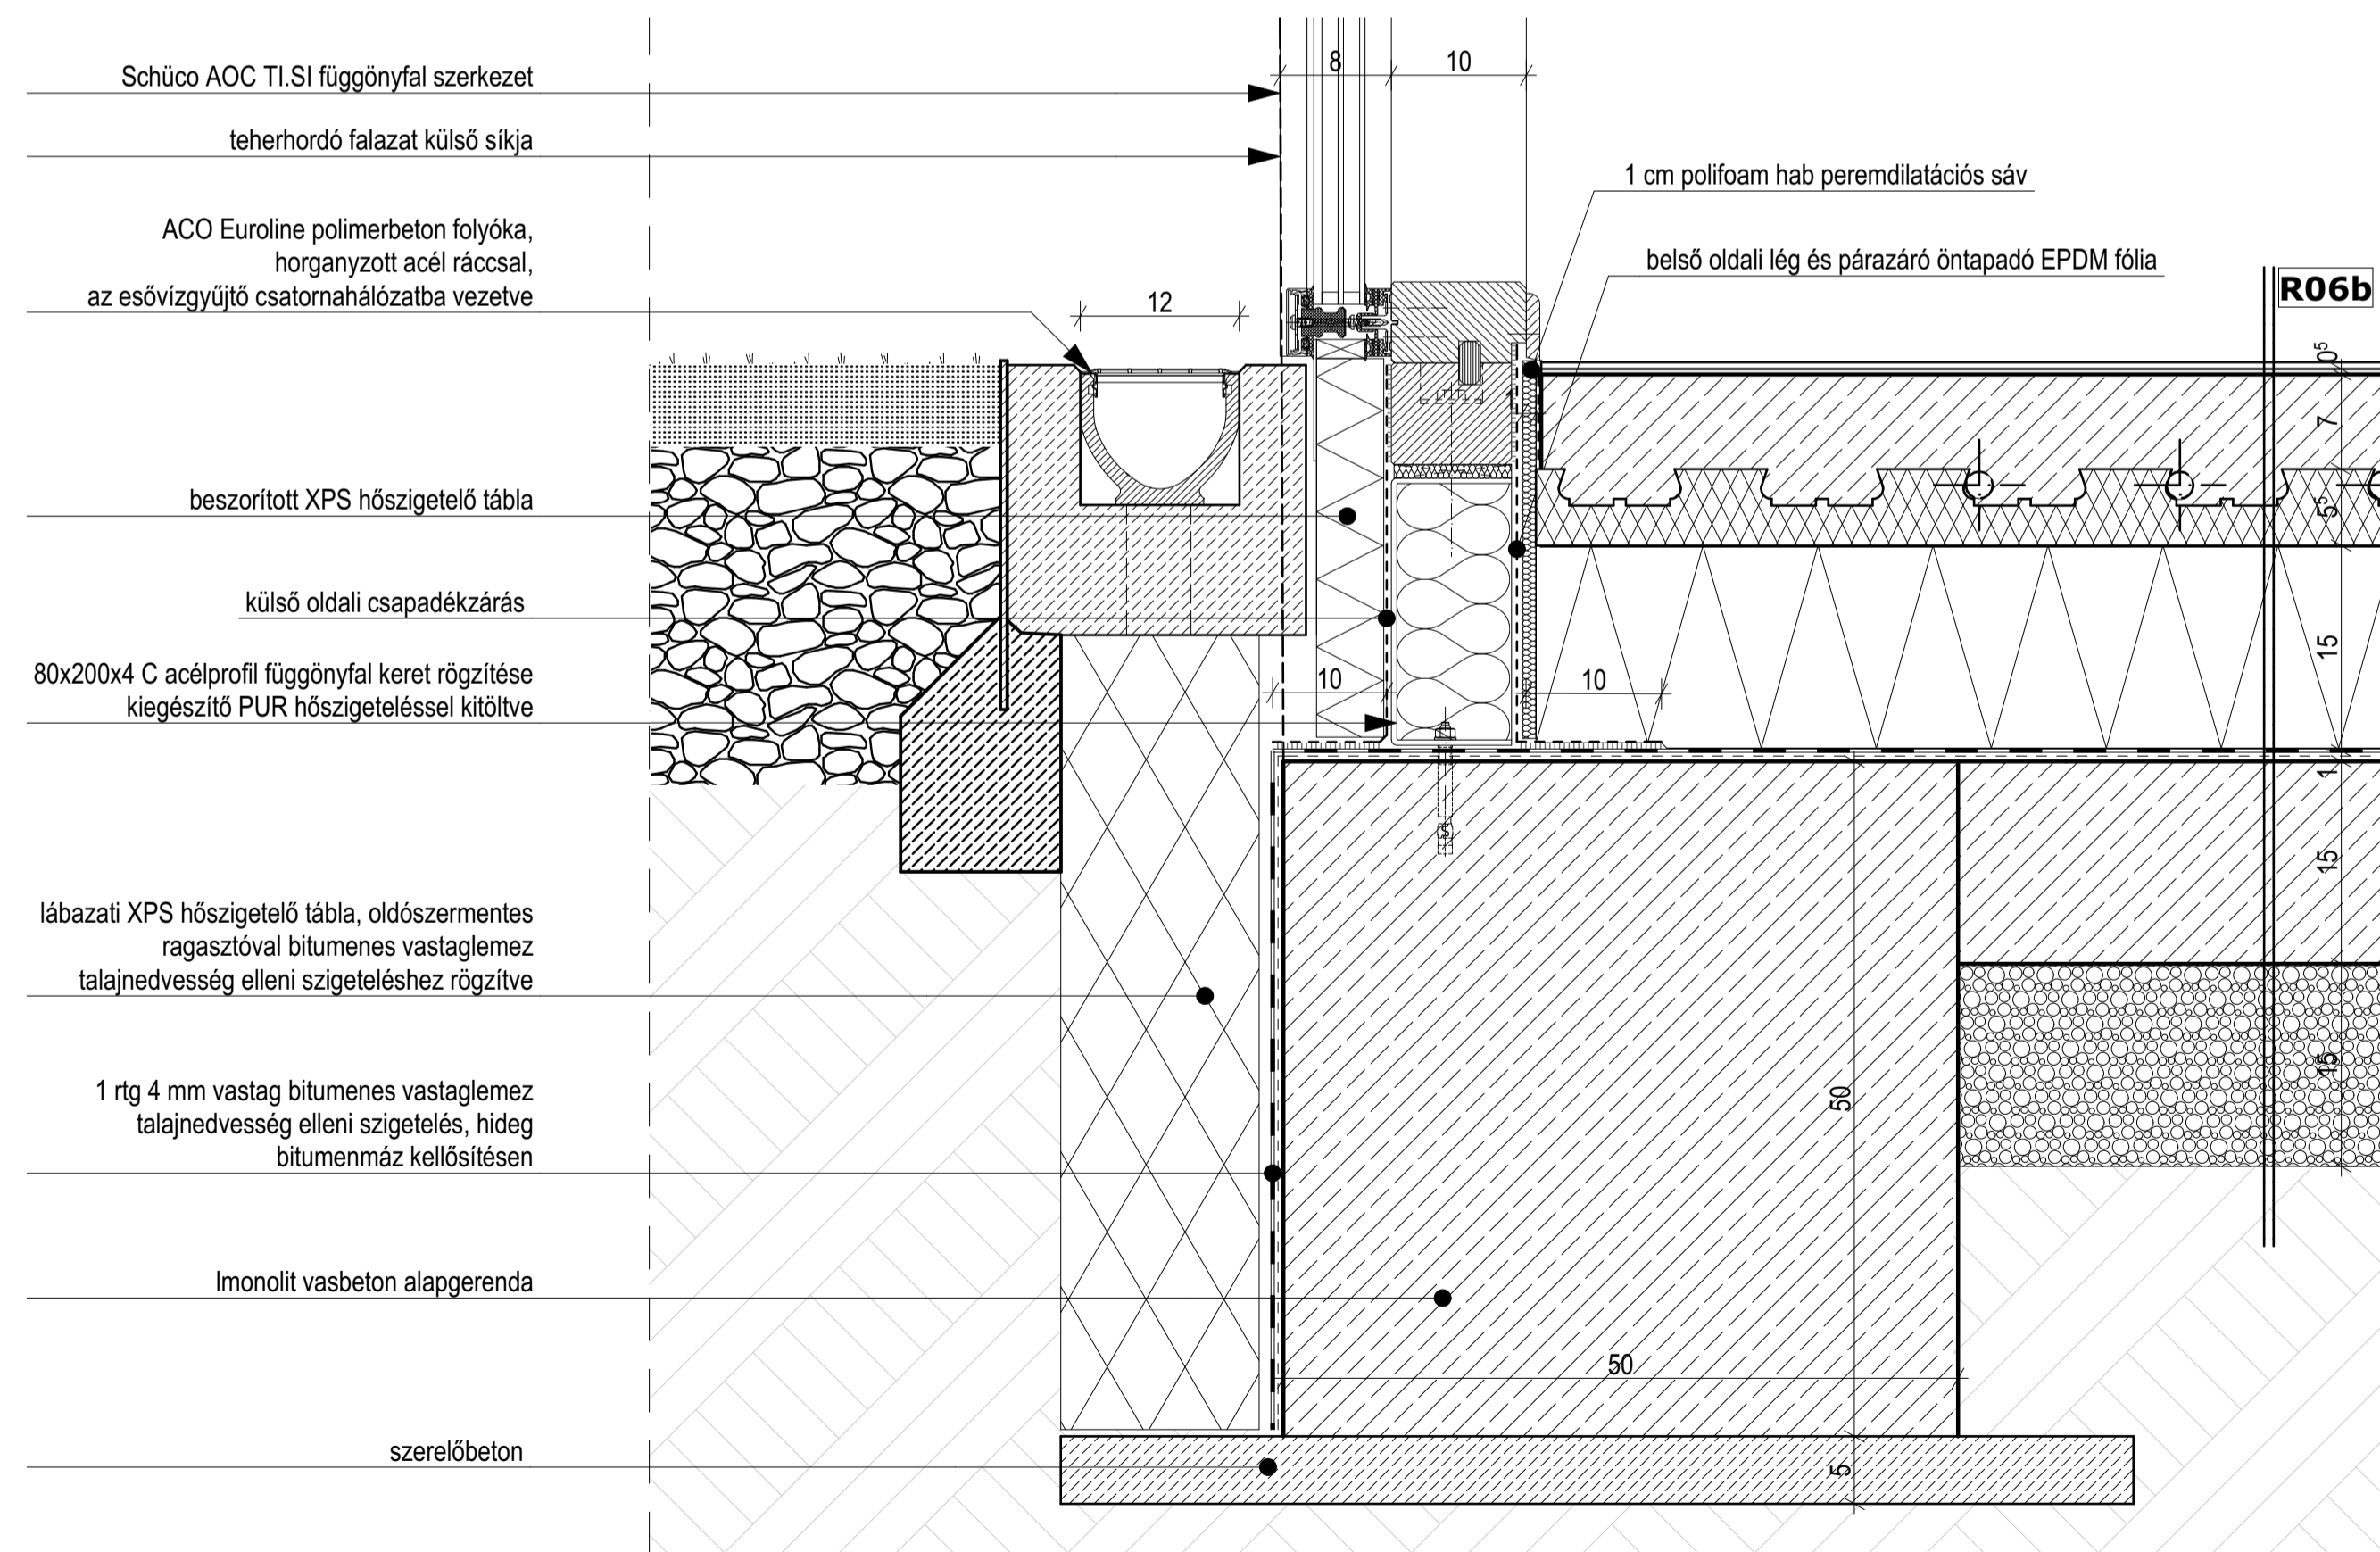 Schüco AOC TI.SI függönyfal szerkezet
teherhordó falazat külső síkja
ACO Euroline polimerbeton folyóka,
horganyzott acél ráccsal,
az esővízgyűjtő csatornahálózatba vezetve
beszorított XPS hőszigetelő tábla
külső oldali csapadékzárás
80x200x4 C acélprofil függönyfal keret rögzítése
kiegészítő PUR hőszigeteléssel kitöltve
lábazati XPS hőszigetelő tábla, oldószermentes
ragasztóval bitumenes vastaglemez
talajnedvesség elleni szigeteléshez rögzítve
1 rtg 4 mm vastag bitumenes vastaglemez
talajnedvesség elleni szigetelés, hideg
bitumenmáz kellősítésen
lmonolit vasbeton alapgerenda
szerelőbeton
8
10
12
1 cm polifoam hab peremdilatációs sáv
belső oldali lég és párazáró öntapadó EPDM fólia
R06b
0⁵
7
5⁵
15
1
15
15
10
10
50
50
5